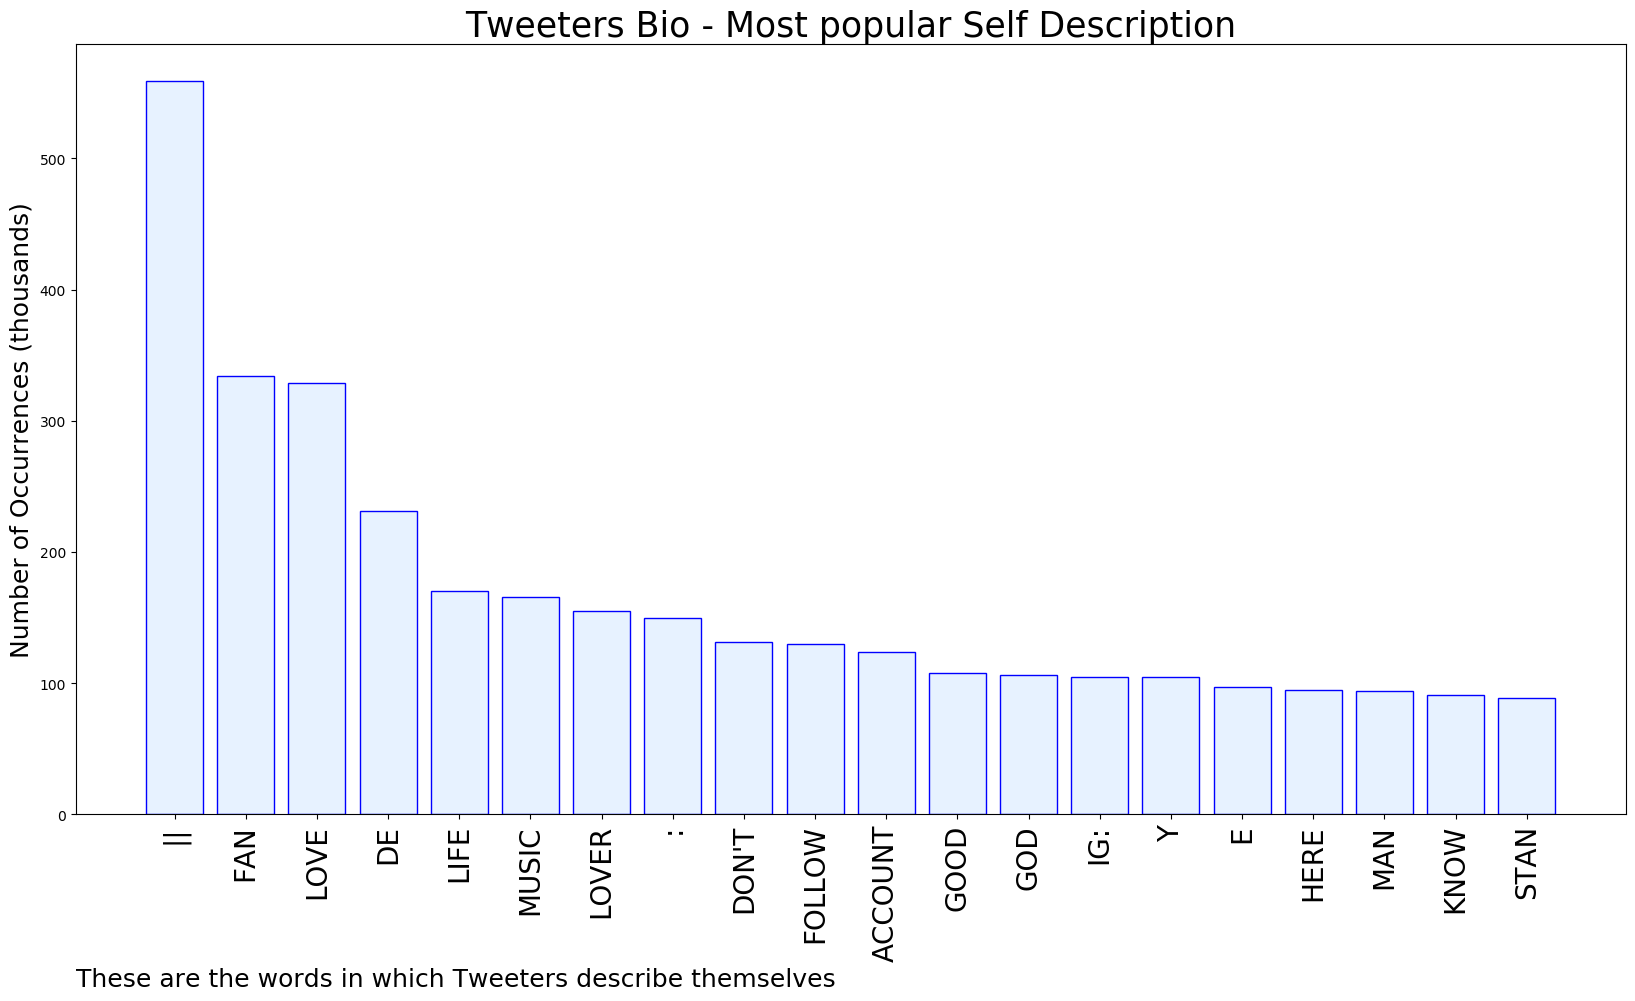 Tweeters Bio - Most popular Self Description
Number of Occurrences (thousands)
500
400
300
200
100
0
||
FAN
LOVE
DE
LIFE
MUSIC
LOVER
:
DON'T
FOLLOW
ACCOUNT
GOOD
GOD
IG:
Y
E
HERE
MAN
KNOW
STAN
These are the words in which Tweeters describe themselves